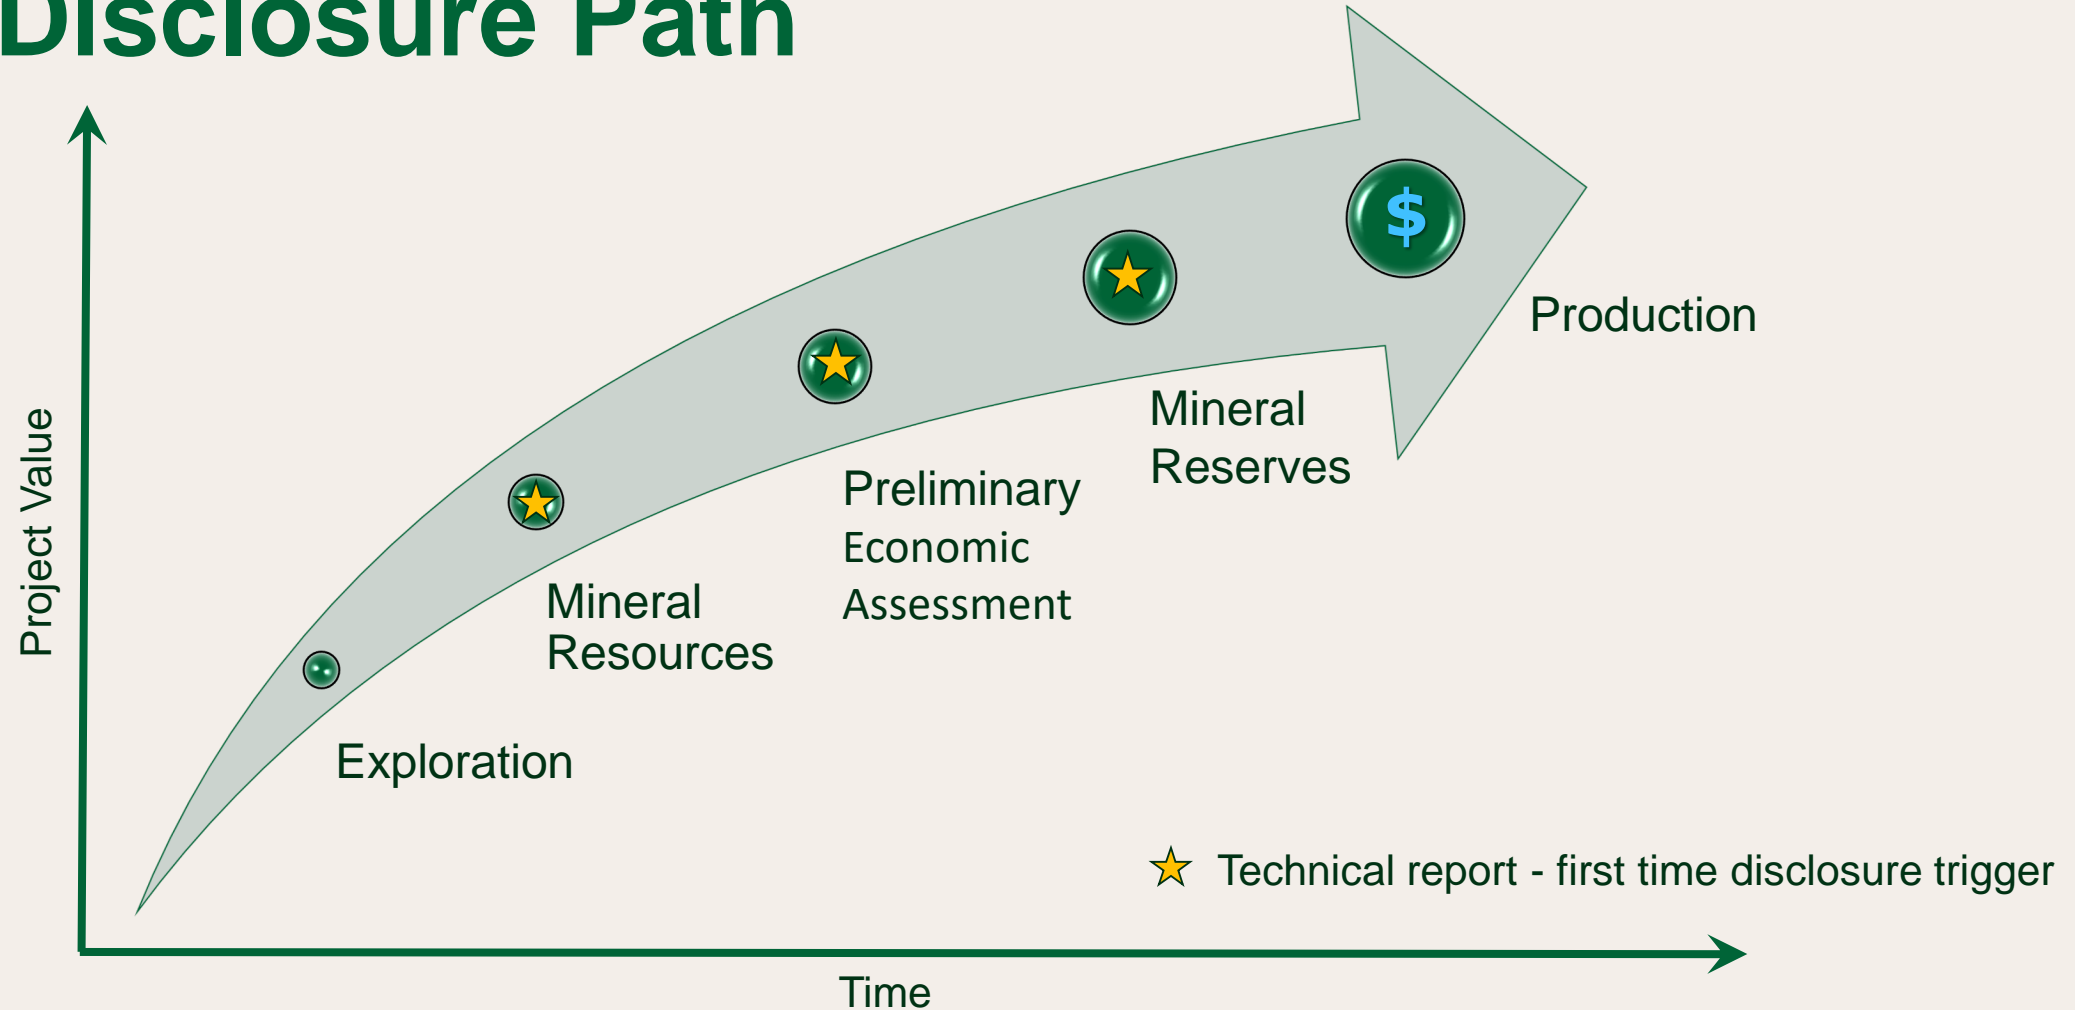 Disclosure Path
$
Production
Mineral
Reserves
Preliminary
Economic
Assessment
Mineral
Resources
Exploration
Project Value
Technical report - first time disclosure trigger
Time